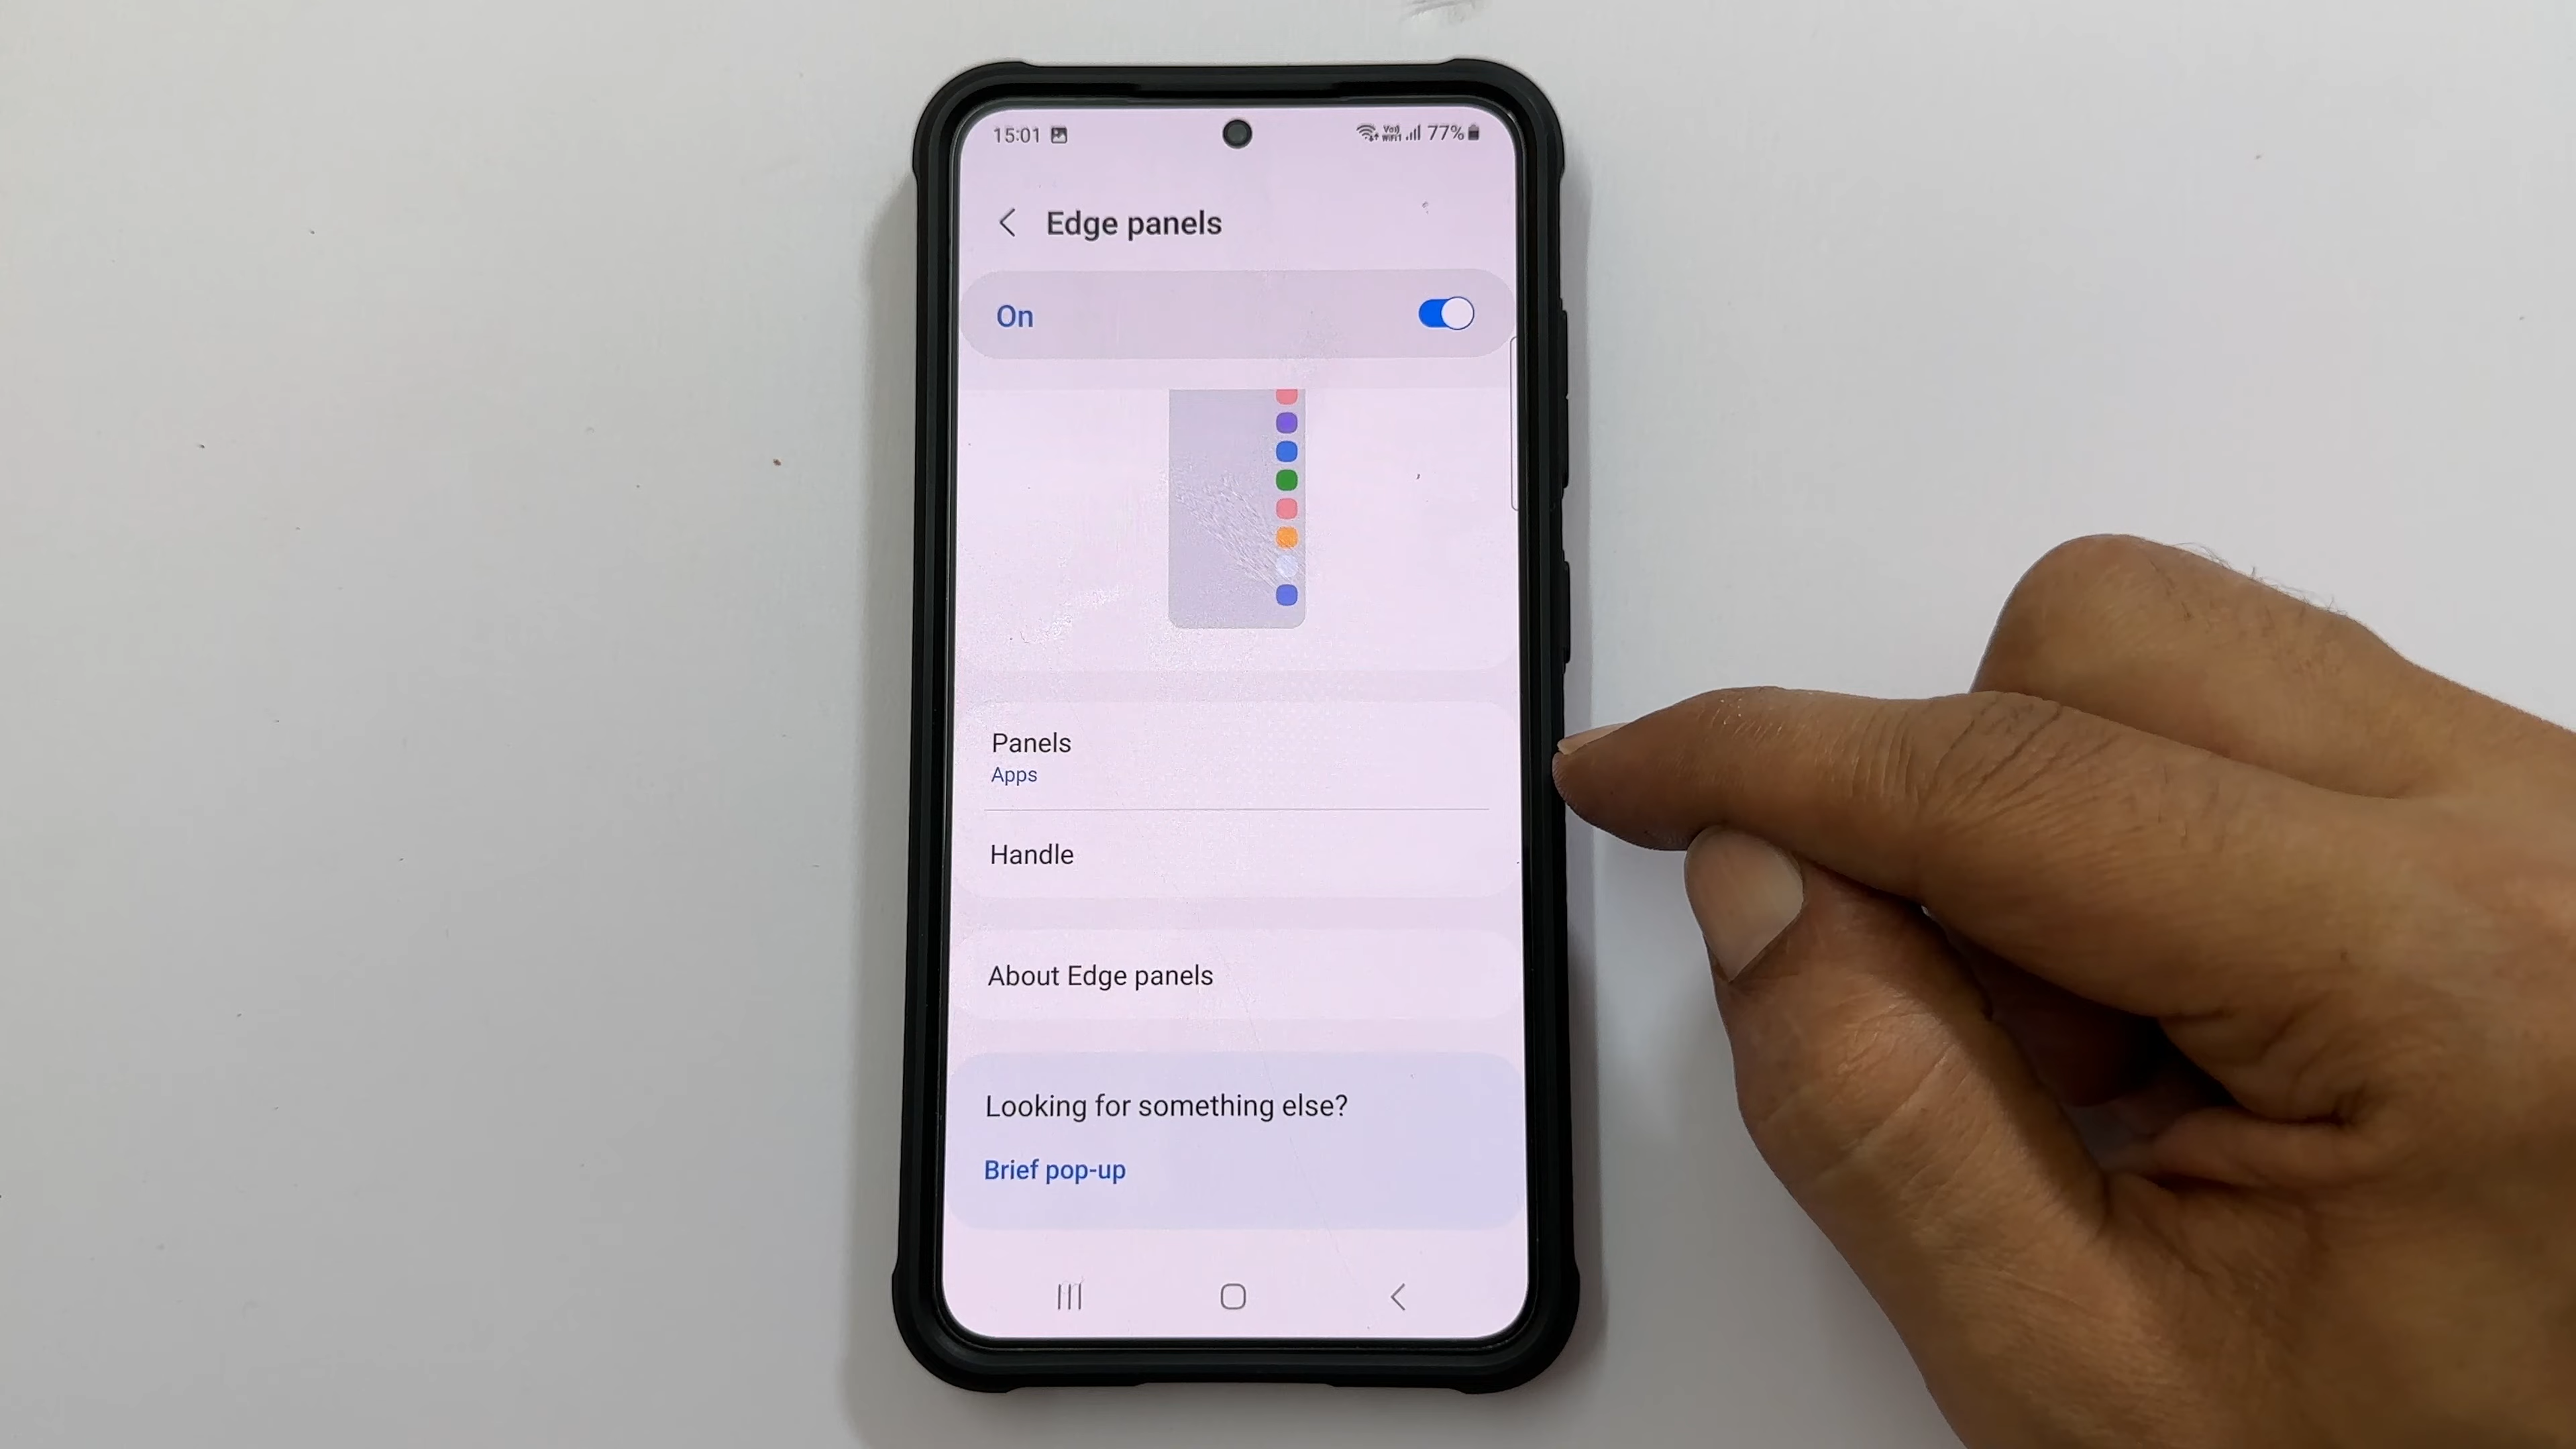 15:01 77%
Edge panels
On
Panels
Apps
Handle
About Edge panels
Looking for something else?
Brief pop-up